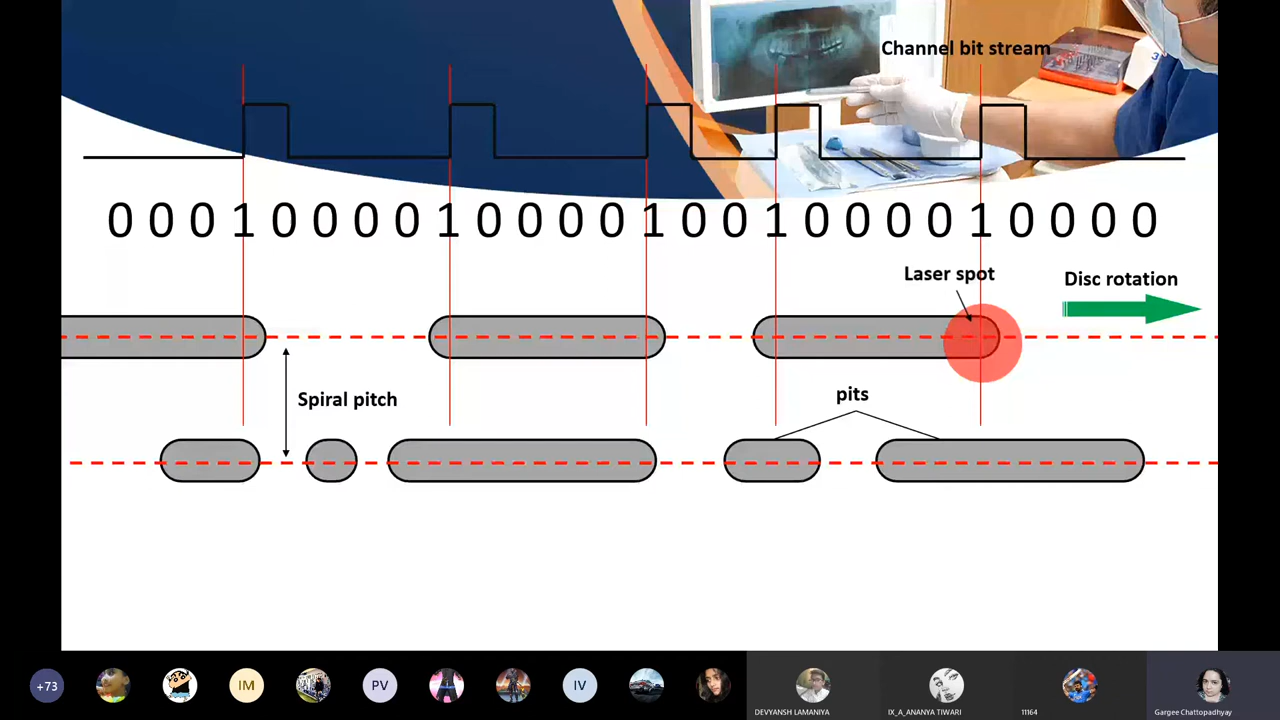 Channel bit stream
0 0 0 1 0 0 0 0 1 0 0 0 0 1 0 0 1 0 0 0 0 1 0 0 0 0
Laser spot
Disc rotation
Spiral pitch
pits
+73
IM
PV
IV
DEVYANSH LAMANIYA
IX_A_ANANYA TIWARI
11164
Gargee Chattopadhyay